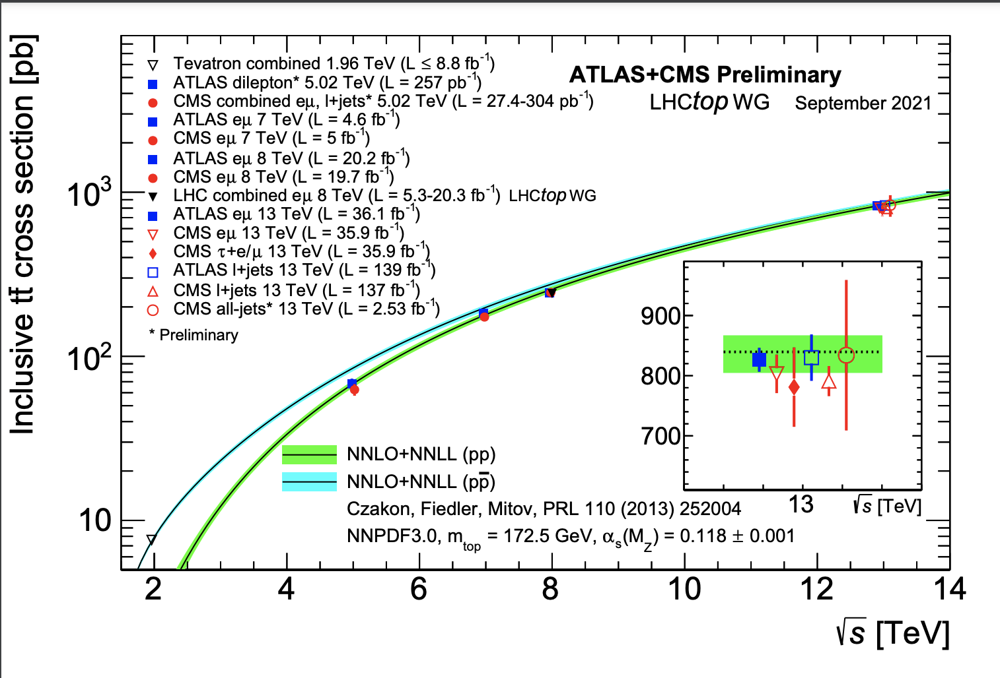 Inclusive tt̄ cross section [pb]
▽ Tevatron combined 1.96 TeV (L ≤ 8.8 fb⁻¹)
■ ATLAS dilepton* 5.02 TeV (L = 257 pb⁻¹)
● CMS combined eμ, l+jets* 5.02 TeV (L = 27.4-304 pb⁻¹)
■ ATLAS eμ 7 TeV (L = 4.6 fb⁻¹)
● CMS eμ 7 TeV (L = 5 fb⁻¹)
■ ATLAS eμ 8 TeV (L = 20.2 fb⁻¹)
● CMS eμ 8 TeV (L = 19.7 fb⁻¹)
▼ LHC combined eμ 8 TeV (L = 5.3-20.3 fb⁻¹) LHCtop WG
■ ATLAS eμ 13 TeV (L = 36.1 fb⁻¹)
▽ CMS eμ 13 TeV (L = 35.9 fb⁻¹)
♦ CMS τ+e/μ 13 TeV (L = 35.9 fb⁻¹)
□ ATLAS l+jets 13 TeV (L = 139 fb⁻¹)
△ CMS l+jets 13 TeV (L = 137 fb⁻¹)
○ CMS all-jets* 13 TeV (L = 2.53 fb⁻¹)
* Preliminary
ATLAS+CMS Preliminary
LHCtop WG September 2021
10³
10²
10
900
800
700
13 √s [TeV]
NNLO+NNLL (pp)
NNLO+NNLL (pp̄)
Czakon, Fiedler, Mitov, PRL 110 (2013) 252004
NNPDF3.0, m_top = 172.5 GeV, α_s(M_Z) = 0.118 ± 0.001
2 4 6 8 10 12 14
√s [TeV]